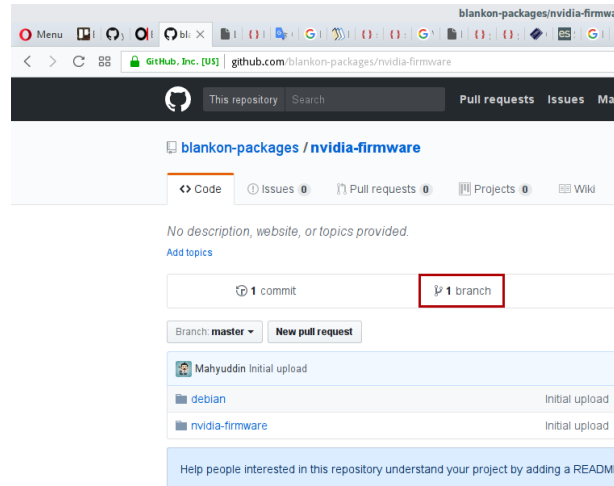 blankon-packages/nvidia-firmwa
Menu
GitHub, Inc. [US] github.com/blankon-packages/nvidia-firmware
This repository Search Pull requests Issues Ma
blankon-packages / nvidia-firmware
Code Issues 0 Pull requests 0 Projects 0 Wiki
No description, website, or topics provided.
Add topics
1 commit 1 branch
Branch: master New pull request
Mahyuddin Initial upload
debian Initial upload
nvidia-firmware Initial upload
Help people interested in this repository understand your project by adding a READM